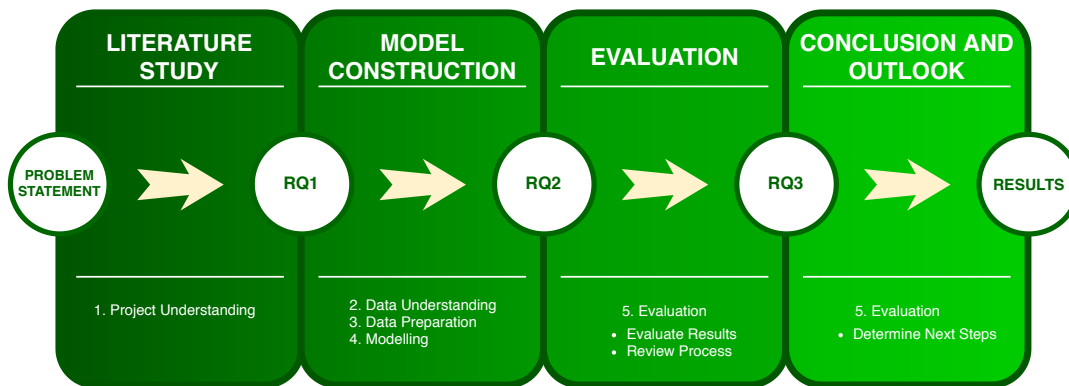 LITERATURE
STUDY
MODEL
CONSTRUCTION
EVALUATION
CONCLUSION AND
OUTLOOK
PROBLEM
STATEMENT
RQ1
RQ2
RQ3
RESULTS
1. Project Understanding
2. Data Understanding
3. Data Preparation
4. Modelling
5. Evaluation
• Evaluate Results
• Review Process
5. Evaluation
• Determine Next Steps